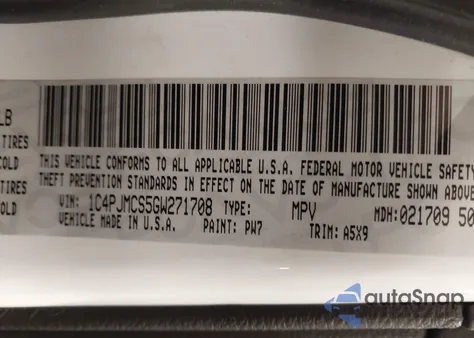 LB
TIRES
COLD
TIRES
COLD
THIS VEHICLE CONFORMS TO ALL APPLICABLE U.S.A. FEDERAL MOTOR VEHICLE SAFETY
THEFT PREVENTION STANDARDS IN EFFECT ON THE DATE OF MANUFACTURE SHOWN ABOVE
VIN: 1C4PJMCS5GW271708 TYPE: MPV MDH:021709 50
VEHICLE MADE IN U.S.A. PAINT: PW7 TRIM: A5X9
autoSnap